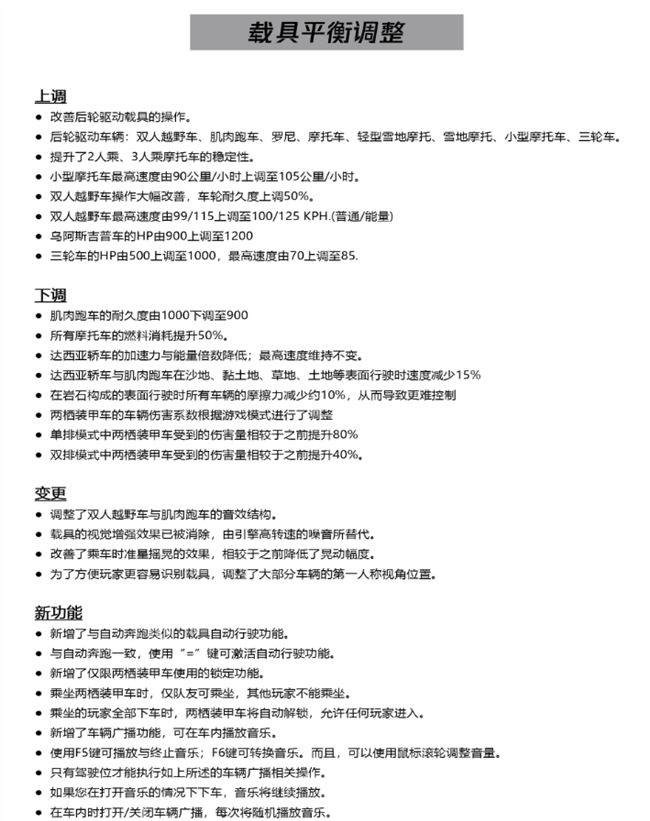 载具平衡调整
上调
● 改善后轮驱动载具的操作。
● 后轮驱动车辆：双人越野车、肌肉跑车、罗尼、摩托车、轻型雪地摩托、雪地摩托、小型摩托车、三轮车。
● 提升了2人乘、3人乘摩托车的稳定性。
● 小型摩托车最高速度由90公里/小时上调至105公里/小时。
● 双人越野车操作大幅改善，车轮耐久度上调50%。
● 双人越野车最高速度由99/115上调至100/125 KPH.(普通/能量)
● 乌阿斯吉普车的HP由900上调至1200
● 三轮车的HP由500上调至1000，最高速度由70上调至85.
下调
● 肌肉跑车的耐久度由1000下调至900
● 所有摩托车的燃料消耗提升50%。
● 达西亚轿车的加速力与能量倍数降低；最高速度维持不变。
● 达西亚轿车与肌肉跑车在沙地、黏土地、草地、土地等表面行驶时速度减少15%
● 在岩石构成的表面行驶时所有车辆的摩擦力减少约10%，从而导致更难控制
● 两栖装甲车的车辆伤害系数根据游戏模式进行了调整
● 单排模式中两栖装甲车受到的伤害量相较于之前提升80%
● 双排模式中两栖装甲车受到的伤害量相较于之前提升40%。
变更
● 调整了双人越野车与肌肉跑车的音效结构。
● 载具的视觉增强效果已被消除，由引擎高转速的噪音所替代。
● 改善了乘车时准量摇晃的效果，相较于之前降低了晃动幅度。
● 为了方便玩家更容易识别载具，调整了大部分车辆的第一人称视角位置。
新功能
● 新增了与自动奔跑类似的载具自动行驶功能。
● 与自动奔跑一致，使用“=”键可激活自动行驶功能。
● 新增了仅限两栖装甲车使用的锁定功能。
● 乘坐两栖装甲车时，仅队友可乘坐，其他玩家不能乘坐。
● 乘坐的玩家全部下车时，两栖装甲车将自动解锁，允许任何玩家进入。
● 新增了车辆广播功能，可在车内播放音乐。
● 使用F5键可播放与终止音乐；F6键可转换音乐。而且，可以使用鼠标滚轮调整音量。
● 只有驾驶位才能执行如上所述的车辆广播相关操作。
● 如果您在打开音乐的情况下下车，音乐将继续播放。
● 在车内时打开/关闭车辆广播，每次将随机播放音乐。